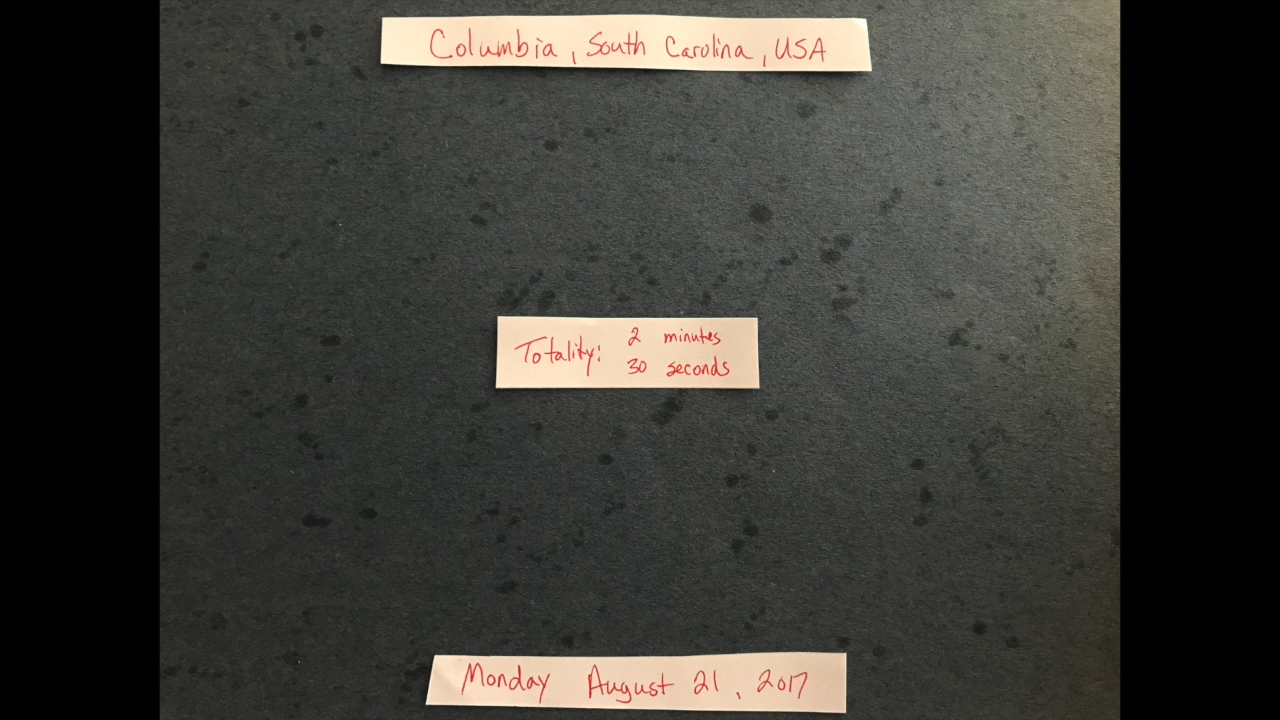 Columbia, South Carolina, USA
Totality: 2 minutes
30 seconds
Monday August 21, 2017